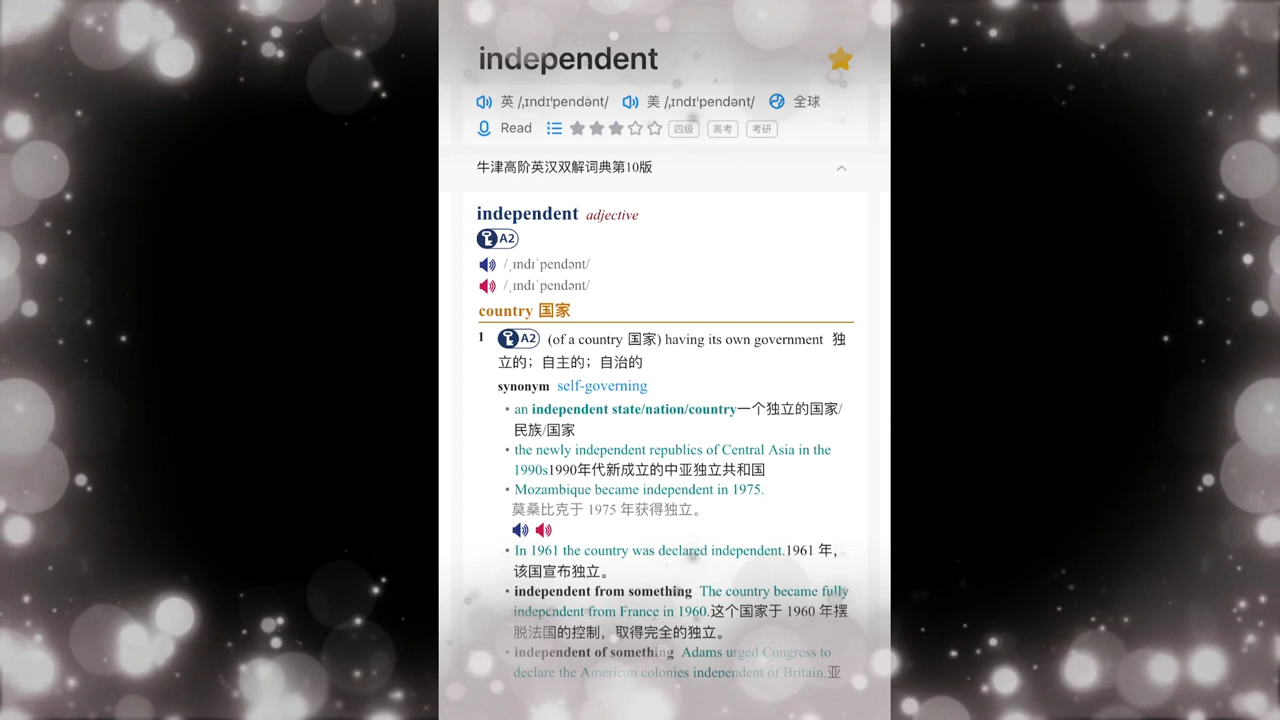 independent
英 /ˌɪndɪˈpendənt/ 美 /ˌɪndɪˈpendənt/ 全球
Read 四级 高考 考研
牛津高阶英汉双解词典第10版
independent adjective
A2
/ˌɪndɪˈpendənt/
/ˌɪndɪˈpendənt/
country 国家
1 A2 (of a country 国家) having its own government 独
立的；自主的；自治的
synonym self-governing
• an independent state/nation/country一个独立的国家/
民族/国家
• the newly independent republics of Central Asia in the
1990s1990年代新成立的中亚独立共和国
• Mozambique became independent in 1975.
莫桑比克于 1975 年获得独立。
• In 1961 the country was declared independent.1961 年，
该国宣布独立。
• independent from something The country became fully
independent from France in 1960.这个国家于 1960 年摆
脱法国的控制，取得完全的独立。
• independent of something Adams urged Congress to
declare the American colonies independent of Britain.亚